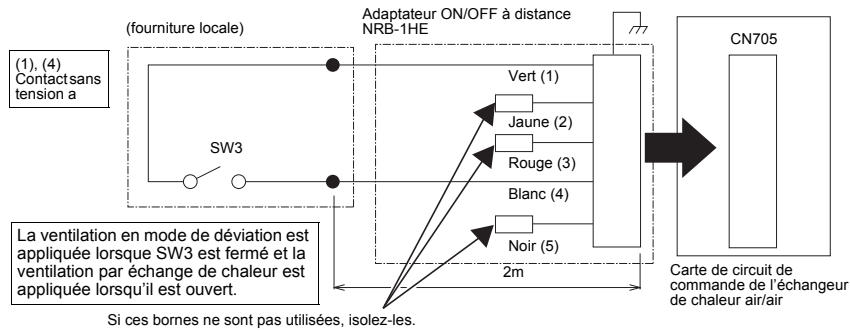 (fourniture locale)
Adaptateur ON/OFF à distance
NRB-1HE
CN705
(1), (4)
Contact sans
tension a
Vert (1)
Jaune (2)
SW3
Rouge (3)
Blanc (4)
Noir (5)
La ventilation en mode de déviation est
appliquée lorsque SW3 est fermé et la
ventilation par échange de chaleur est
appliquée lorsqu'il est ouvert.
2m
Carte de circuit de
commande de l'échangeur
de chaleur air/air
Si ces bornes ne sont pas utilisées, isolez-les.